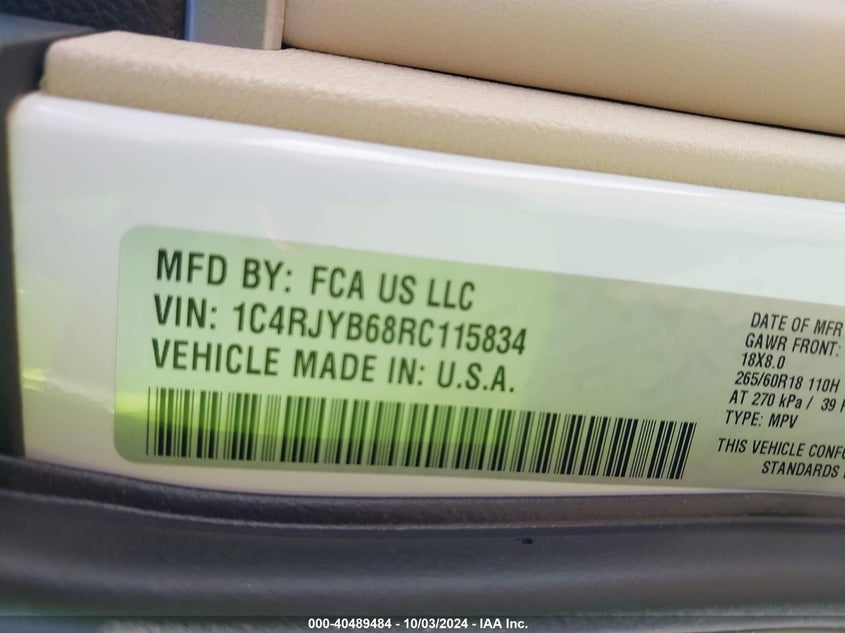 MFD BY: FCA US LLC
VIN: 1C4RJYB68RC115834
VEHICLE MADE IN: U.S.A.
DATE OF MFR
GAWR FRONT:
18X8.0
265/60R18 110H
AT 270 kPa / 39
TYPE: MPV
THIS VEHICLE
STANDARDS
000-40489484 - 10/03/2024 - IAA Inc.